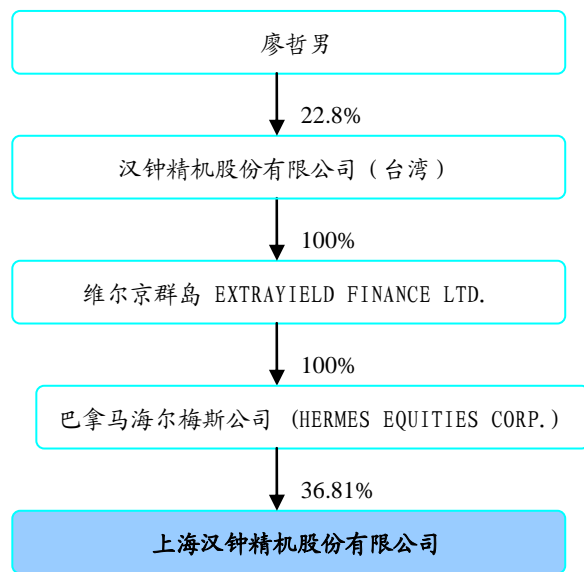 廖哲男
22.8%
汉钟精机股份有限公司（台湾）
100%
维尔京群岛 EXTRAYIELD FINANCE LTD.
100%
巴拿马海尔梅斯公司 (HERMES EQUITIES CORP.)
36.81%
上海汉钟精机股份有限公司